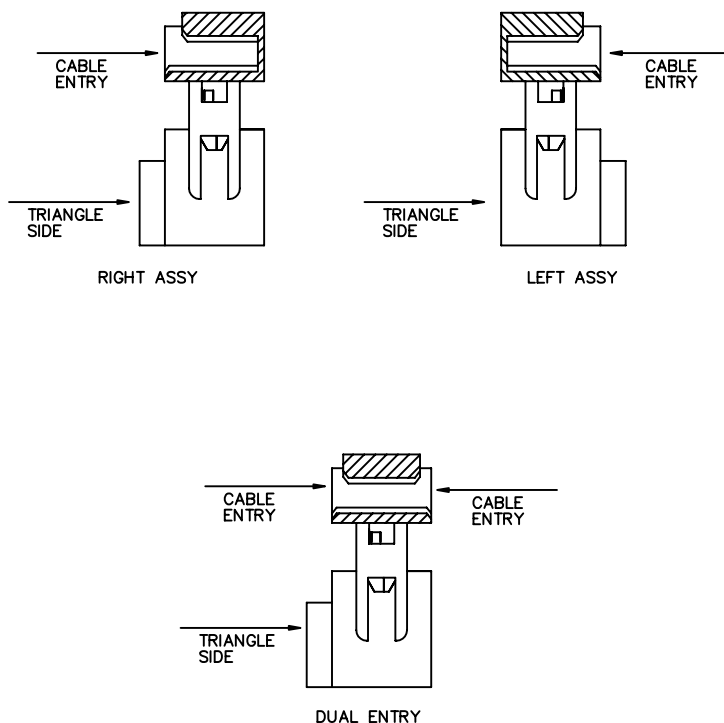 CABLE
ENTRY
CABLE
ENTRY
TRIANGLE
SIDE
TRIANGLE
SIDE
RIGHT ASSY
LEFT ASSY
CABLE
ENTRY
CABLE
ENTRY
TRIANGLE
SIDE
DUAL ENTRY